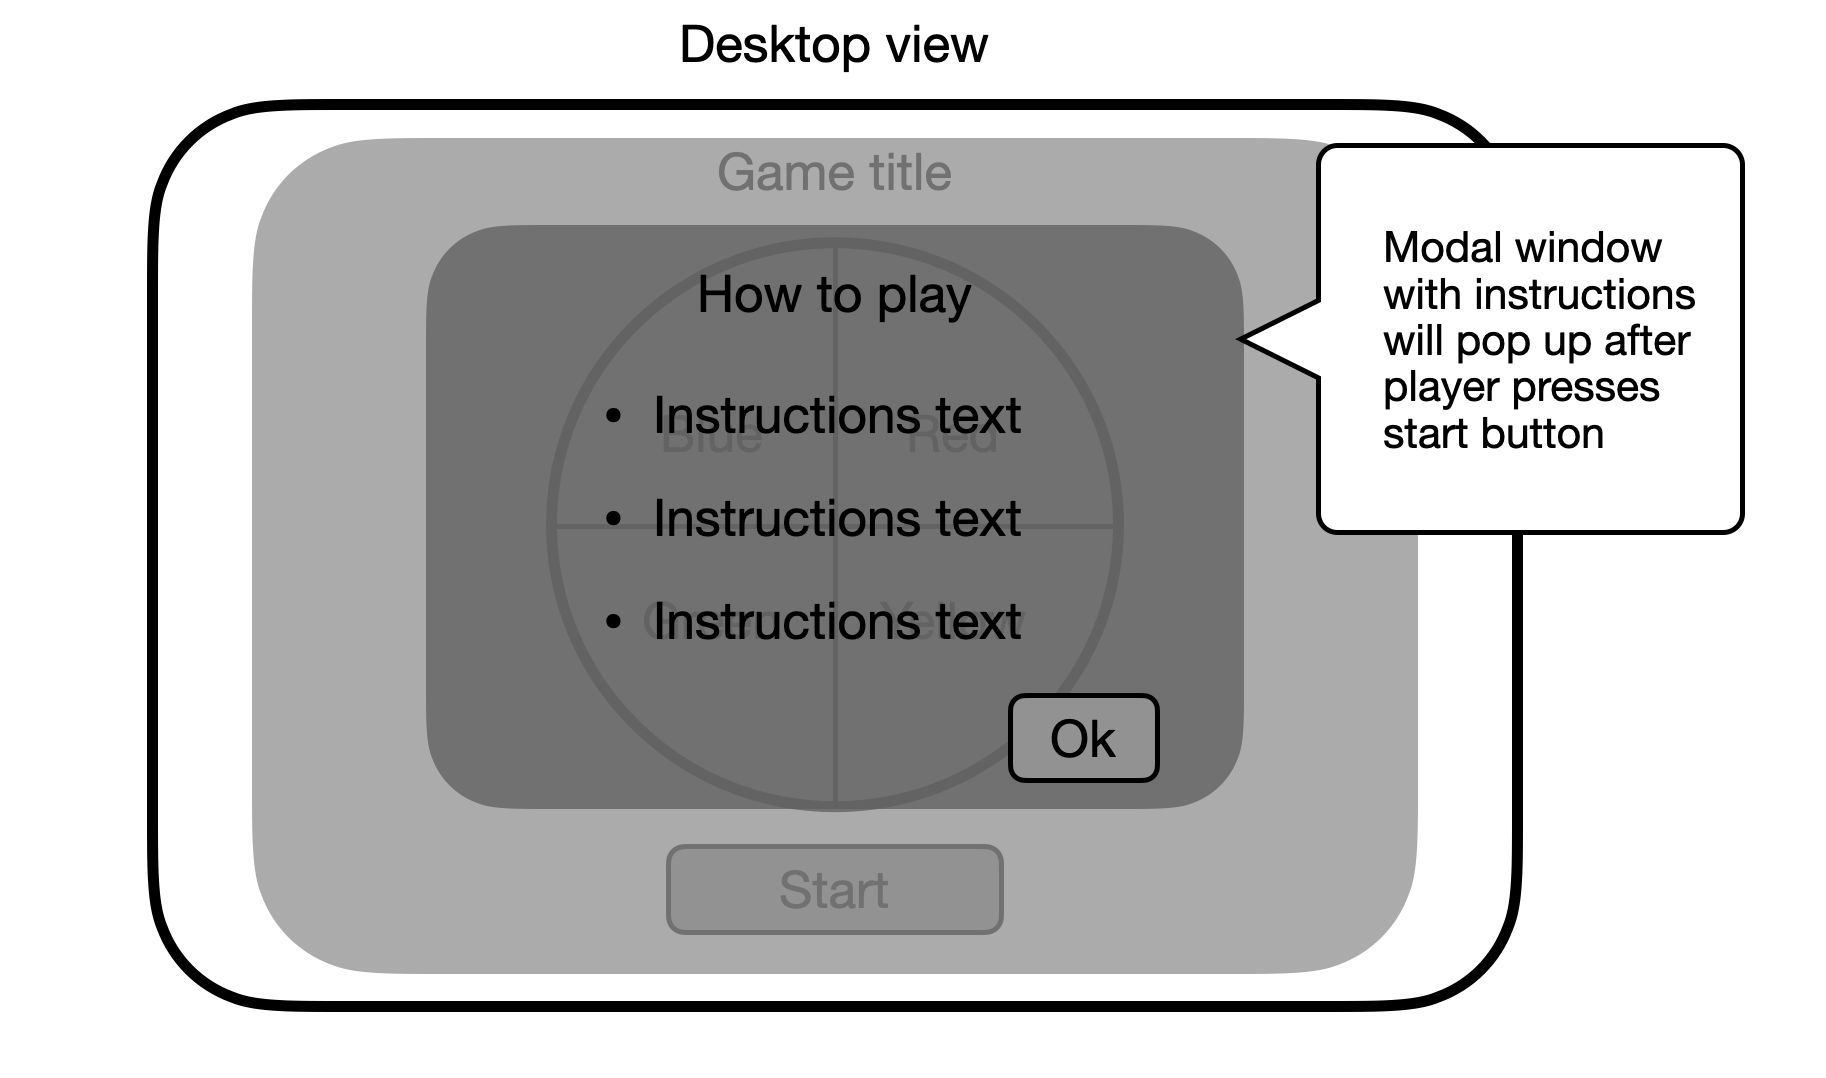 Desktop view
Game title
How to play
• Instructions text
Blue Red
• Instructions text
• Instructions text
Green Yellow
Ok
Start
Modal window
with instructions
will pop up after
player presses
start button